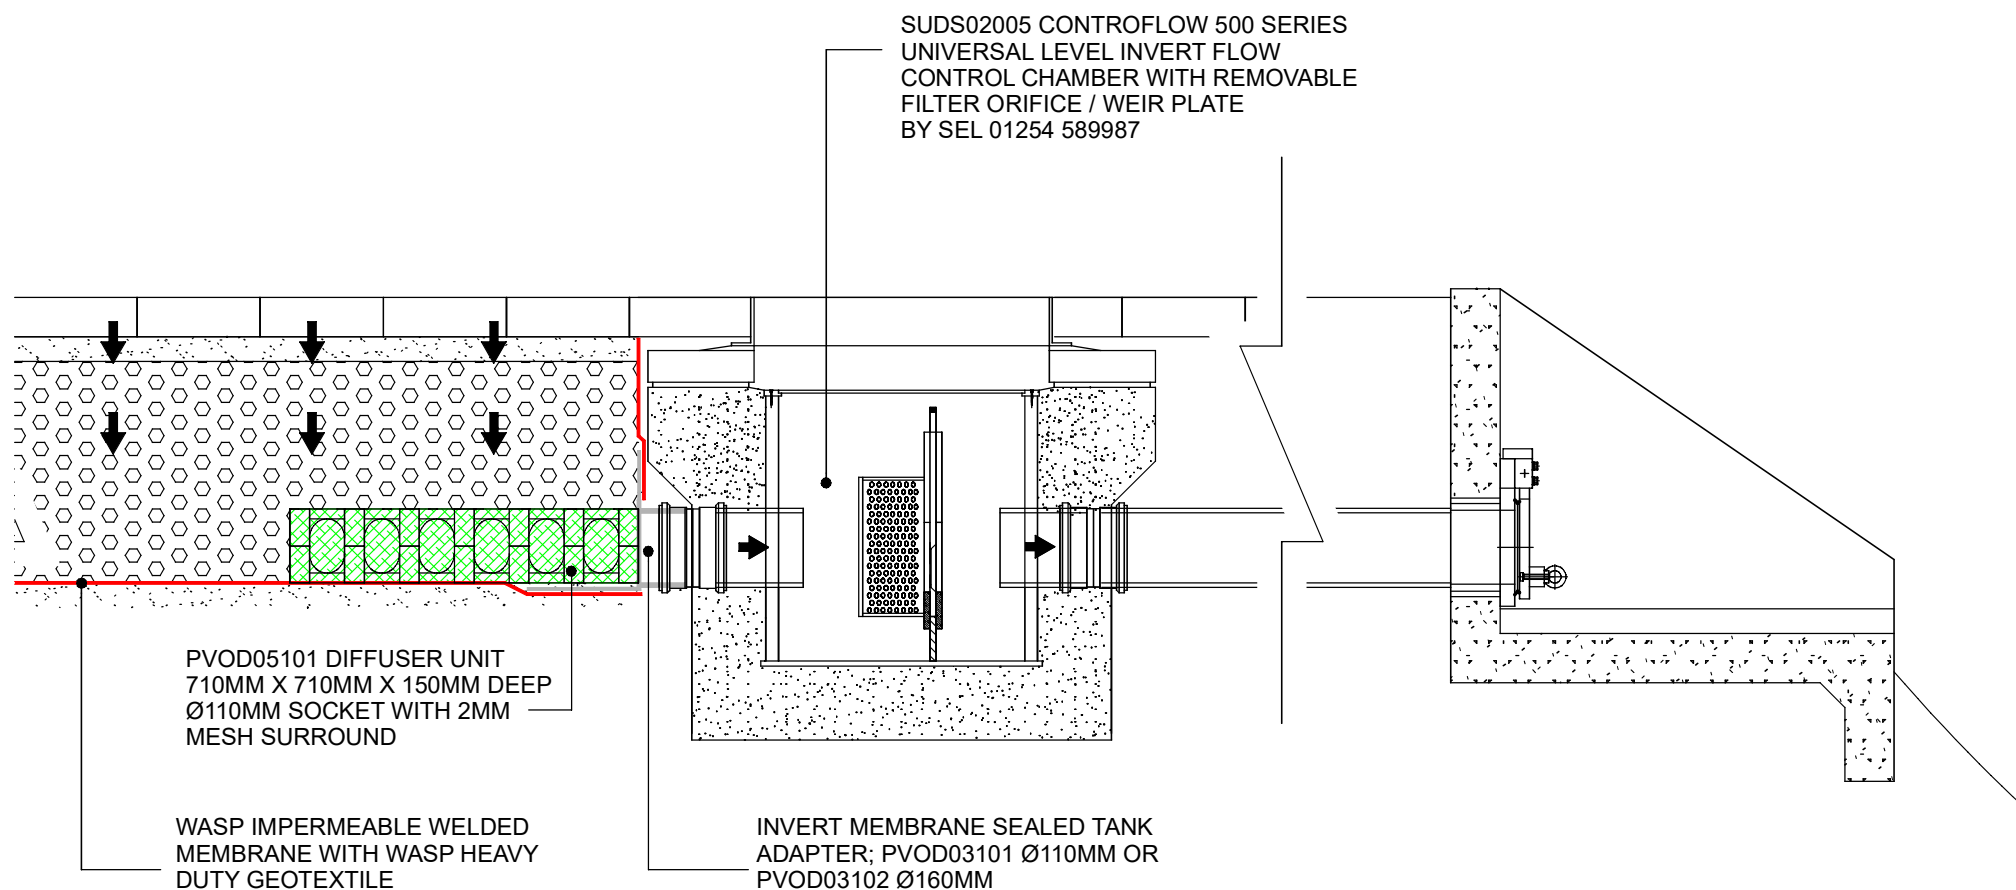 SUDS02005 CONTROFLOW 500 SERIES
UNIVERSAL LEVEL INVERT FLOW
CONTROL CHAMBER WITH REMOVABLE
FILTER ORIFICE / WEIR PLATE
BY SEL 01254 589987
PVOD05101 DIFFUSER UNIT
710MM X 710MM X 150MM DEEP
Ø110MM SOCKET WITH 2MM
MESH SURROUND
WASP IMPERMEABLE WELDED
MEMBRANE WITH WASP HEAVY
DUTY GEOTEXTILE
INVERT MEMBRANE SEALED TANK
ADAPTER; PVOD03101 Ø110MM OR
PVOD03102 Ø160MM